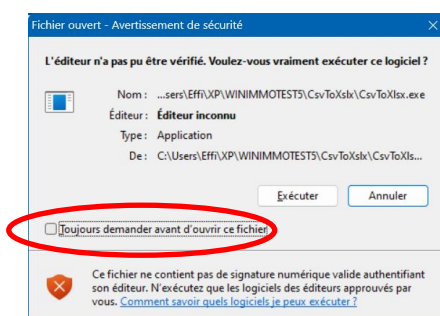 Fichier ouvert - Avertissement de sécurité
L'éditeur n'a pas pu être vérifié. Voulez-vous vraiment exécuter ce logiciel ?
Nom : ...sers\Effi\XP\WINIMMOTEST5\CsvToXslx\CsvToXlsx.exe
Éditeur : Éditeur inconnu
Type : Application
De : C:\Users\Effi\XP\WINIMMOTEST5\CsvToXslx\CsvToXls...
Exécuter Annuler
Toujours demander avant d'ouvrir ce fichier
Ce fichier ne contient pas de signature numérique valide authentifiant
son éditeur. N'exécutez que les logiciels des éditeurs approuvés par
vous. Comment savoir quels logiciels je peux exécuter ?